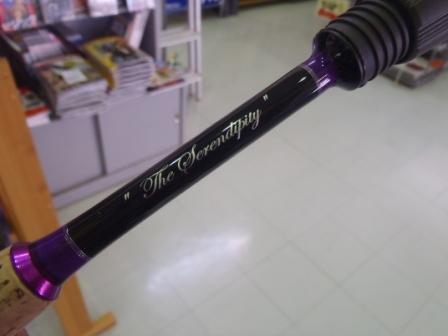 " The Serendipity "